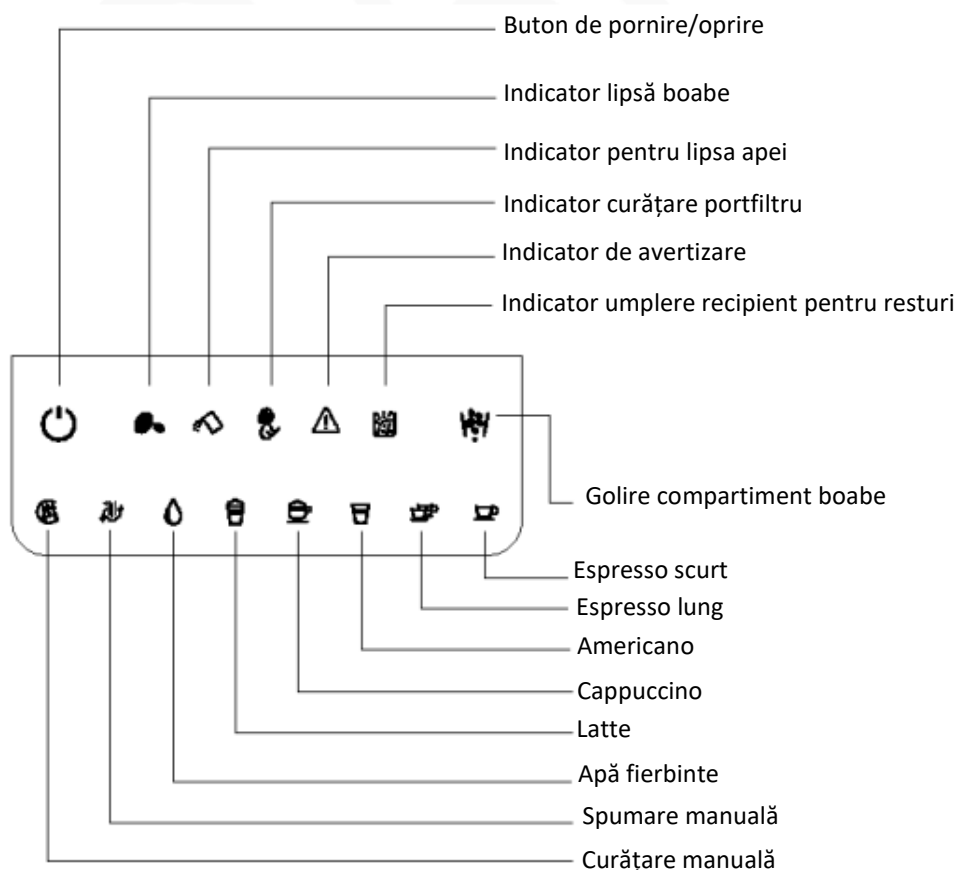 Buton de pornire/oprire
Indicator lipsă boabe
Indicator pentru lipsa apei
Indicator curățare portfiltru
Indicator de avertizare
Indicator umplere recipient pentru resturi
Golire compartiment boabe
Espresso scurt
Espresso lung
Americano
Cappuccino
Latte
Apă fierbinte
Spumare manuală
Curățare manuală